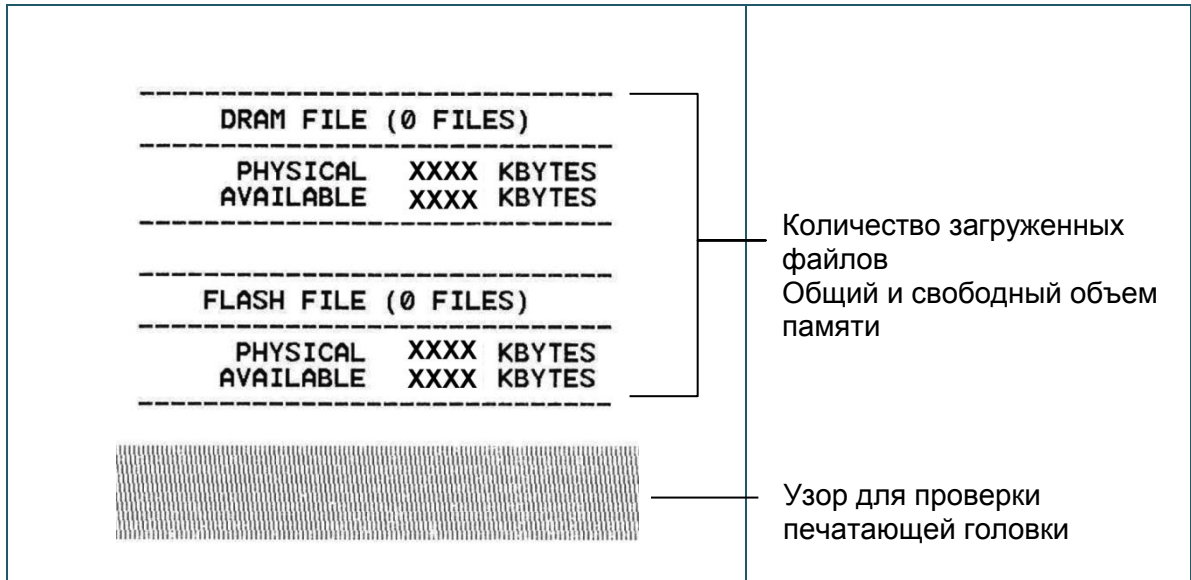 DRAM FILE (0 FILES)
PHYSICAL XXXX KBYTES
AVAILABLE XXXX KBYTES
FLASH FILE (0 FILES)
PHYSICAL XXXX KBYTES
AVAILABLE XXXX KBYTES
Количество загруженных
файлов
Общий и свободный объем
памяти
Узор для проверки
печатающей головки